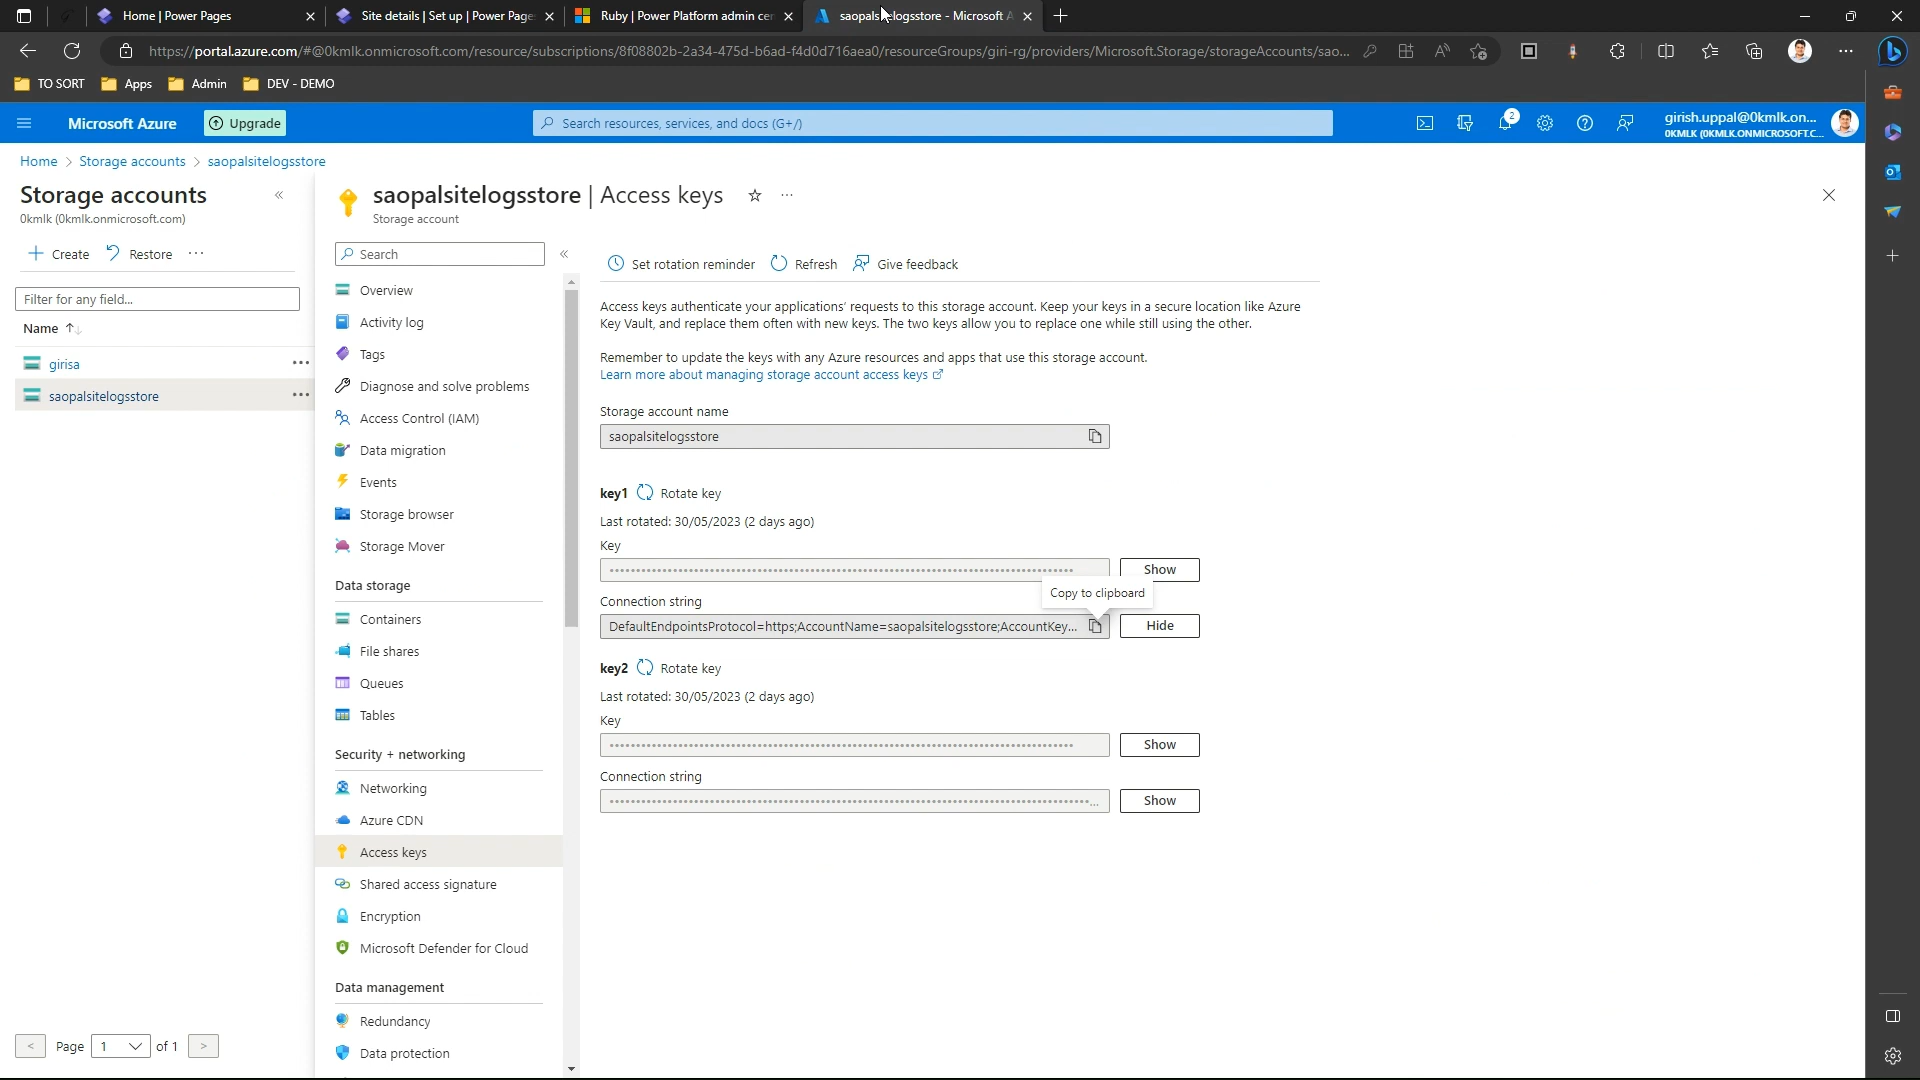 Home | Power Pages
Site details | Set up | Power Page
Ruby | Power Platform admin cen
saopalsitelogsstore - Microsoft A
https://portal.azure.com/#@0kmlk.onmicrosoft.com/resource/subscriptions/8f08802b-2a34-475d-b6ad-f4d0d716aea0/resourceGroups/giri-rg/providers/Microsoft.Storage/storageAccounts/sao...
TO SORT
Apps
Admin
DEV - DEMO
Microsoft Azure
Upgrade
Search resources, services, and docs (G+/)
2
girish.uppal@0kmlk.on...
0KMLK (0KMLK.ONMICROSOFT.C...
Home > Storage accounts > saopalsitelogsstore
Storage accounts
0kmlk (0kmlk.onmicrosoft.com)
Create
Restore
Filter for any field...
Name
girisa
saopalsitelogsstore
Page 1 of 1
saopalsitelogsstore | Access keys
Storage account
Search
Overview
Activity log
Tags
Diagnose and solve problems
Access Control (IAM)
Data migration
Events
Storage browser
Storage Mover
Data storage
Containers
File shares
Queues
Tables
Security + networking
Networking
Azure CDN
Access keys
Shared access signature
Encryption
Microsoft Defender for Cloud
Data management
Redundancy
Data protection
Set rotation reminder
Refresh
Give feedback
Access keys authenticate your applications' requests to this storage account. Keep your keys in a secure location like Azure
Key Vault, and replace them often with new keys. The two keys allow you to replace one while still using the other.
Remember to update the keys with any Azure resources and apps that use this storage account.
Learn more about managing storage account access keys
Storage account name
saopalsitelogsstore
key1 Rotate key
Last rotated: 30/05/2023 (2 days ago)
Key
Show
Copy to clipboard
Connection string
DefaultEndpointsProtocol=https;AccountName=saopalsitelogsstore;AccountKey...
Hide
key2 Rotate key
Last rotated: 30/05/2023 (2 days ago)
Key
Show
Connection string
Show